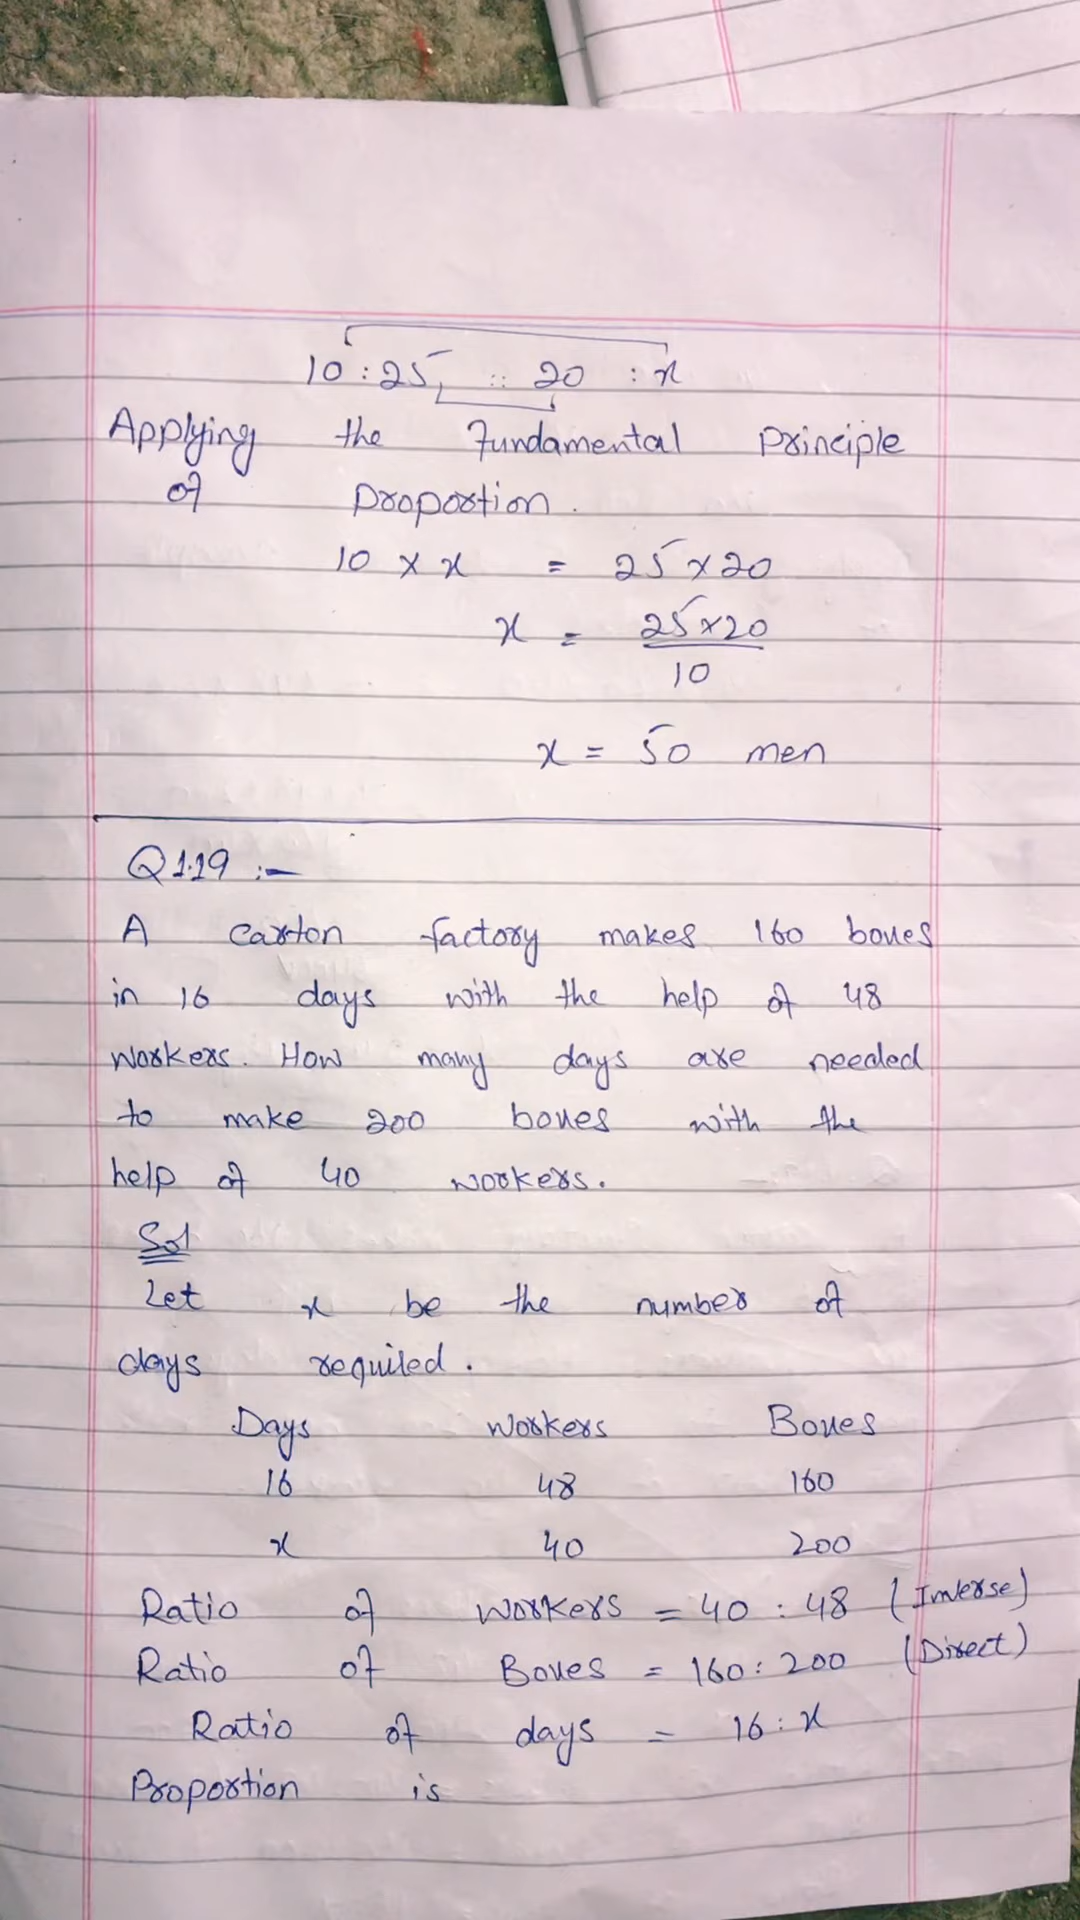 10 : 25 :: 20 : x
Applying the Fundamental Principle
of Proportion.
10 × x = 25 × 20
x = 25×20
10
x = 50 men
Q 1.19 :-
A carton factory makes 160 boxes
in 16 days with the help of 48
workers. How many days are needed
to make 200 boxes with the
help of 40 workers.
Sol
Let x be the number of
days required.
Days Workers Boxes
16 48 160
x 40 200
Ratio of workers = 40 : 48 (Inverse)
Ratio of Boxes = 160 : 200 (Direct)
Ratio of days = 16 : x
Proportion is